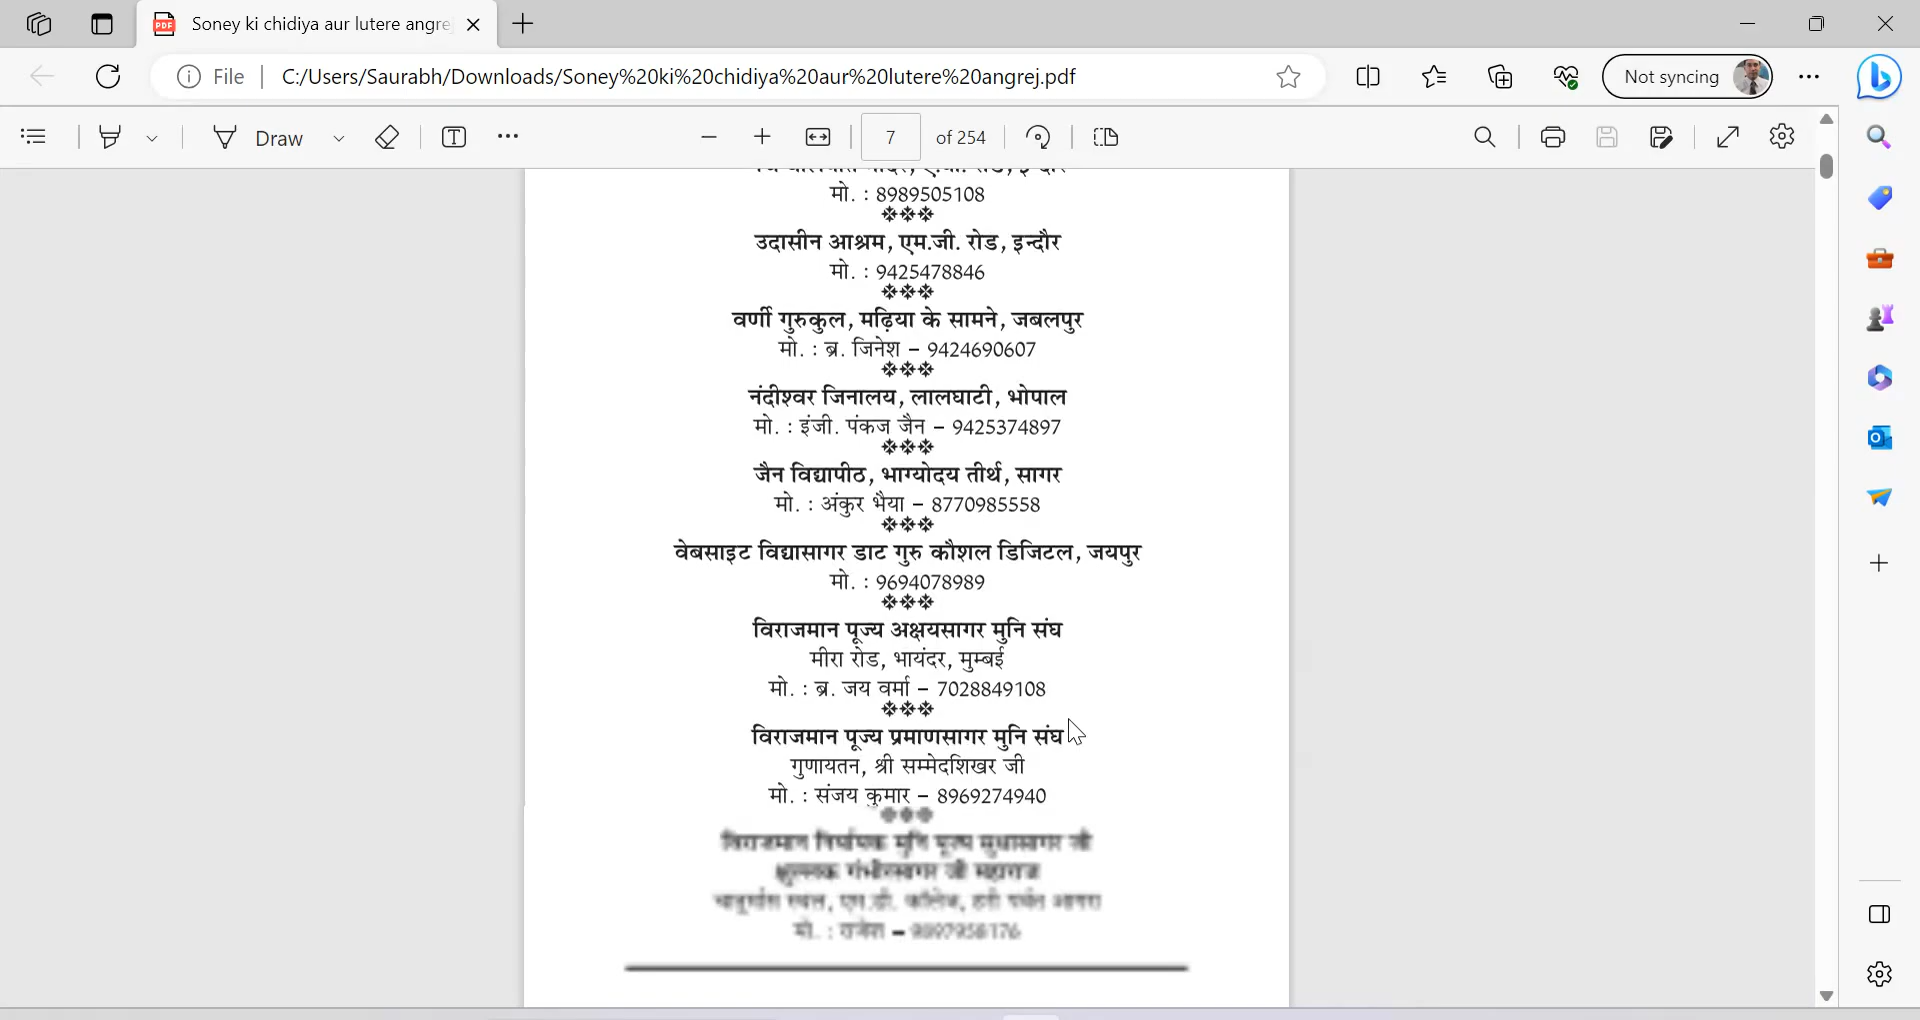 Soney ki chidiya aur lutere angre
File
C:/Users/Saurabh/Downloads/Soney%20ki%20chidiya%20aur%20lutere%20angrej.pdf
Not syncing
Draw
7 of 254
मो. : 8989505108
उदासीन आश्रम, एम.जी. रोड, इन्दौर
मो. : 9425478846
वर्णी गुरुकुल, मढ़िया के सामने, जबलपुर
मो. : ब्र. जिनेश – 9424690607
नंदीश्वर जिनालय, लालघाटी, भोपाल
मो. : इंजी. पंकज जैन – 9425374897
जैन विद्यापीठ, भाग्योदय तीर्थ, सागर
मो. : अंकुर भैया – 8770985558
वेबसाइट विद्यासागर डाट गुरु कौशल डिजिटल, जयपुर
मो. : 9694078989
विराजमान पूज्य अक्षयसागर मुनि संघ
मीरा रोड, भायंदर, मुम्बई
मो. : ब्र. जय वर्मा – 7028849108
विराजमान पूज्य प्रमाणसागर मुनि संघ
गुणायतन, श्री सम्मेदशिखर जी
मो. : संजय कुमार – 8969274940